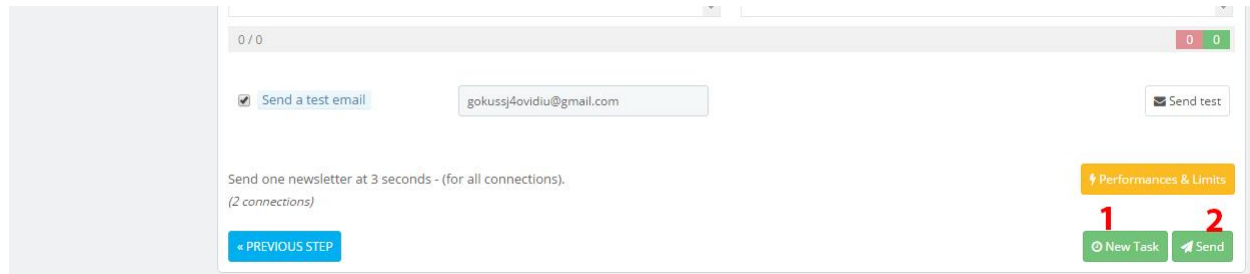 0 / 0
0 0
Send a test email
gokussj4ovidiu@gmail.com
Send test
Send one newsletter at 3 seconds - (for all connections).
Performances & Limits
(2 connections)
1
2
« PREVIOUS STEP
New Task
Send